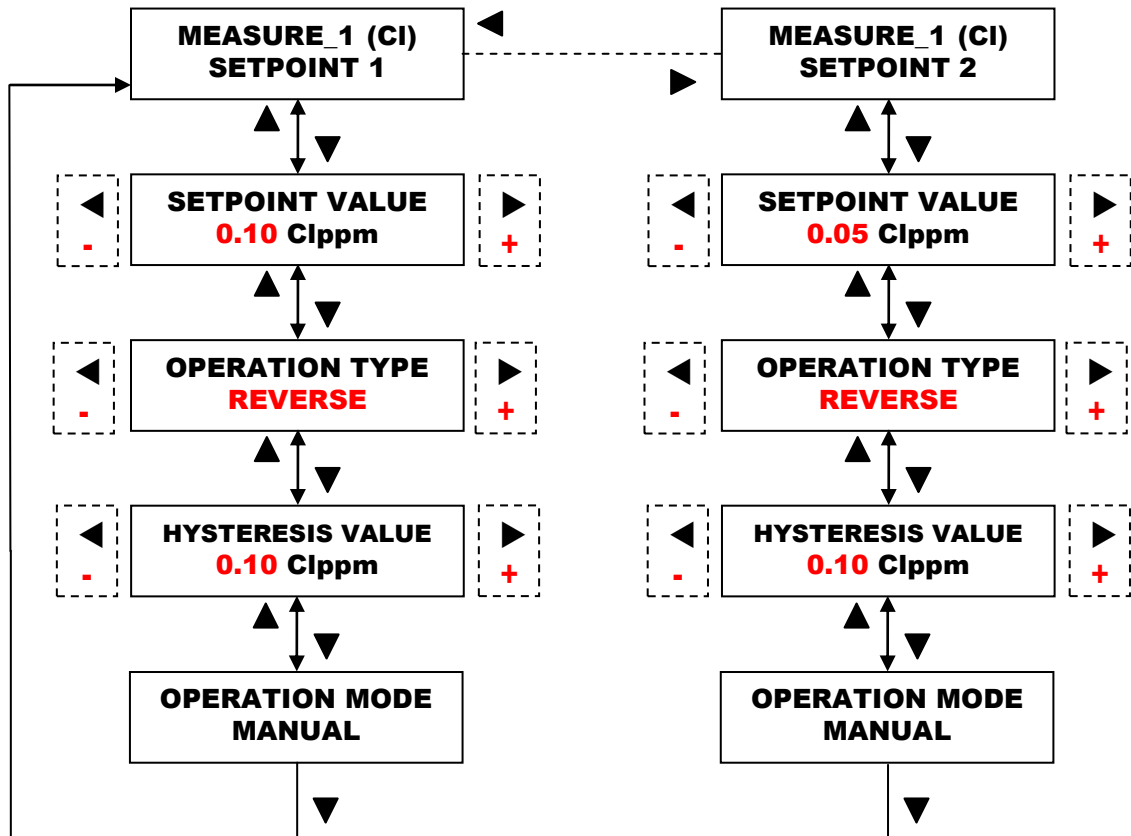 MEASURE_1 (Cl)
SETPOINT 1
SETPOINT VALUE
0.10 Clppm
-
+
OPERATION TYPE
REVERSE
-
+
HYSTERESIS VALUE
0.10 Clppm
-
+
OPERATION MODE
MANUAL
MEASURE_1 (Cl)
SETPOINT 2
SETPOINT VALUE
0.05 Clppm
-
+
OPERATION TYPE
REVERSE
-
+
HYSTERESIS VALUE
0.10 Clppm
-
+
OPERATION MODE
MANUAL